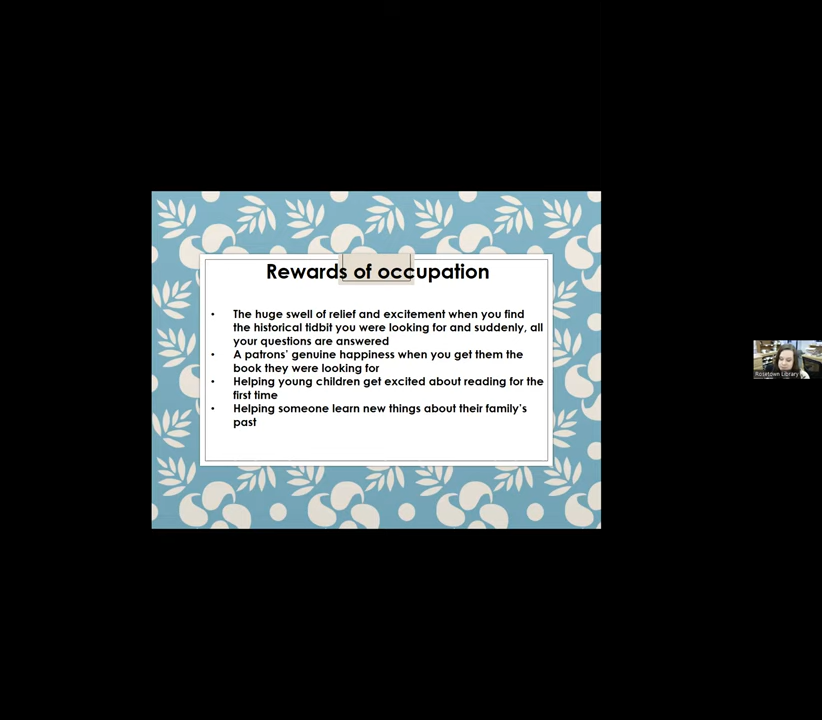 Rewards of occupation
• The huge swell of relief and excitement when you find
the historical tidbit you were looking for and suddenly, all
your questions are answered
• A patrons' genuine happiness when you get them the
book they were looking for
• Helping young children get excited about reading for the
first time
• Helping someone learn new things about their family's
past
Rosetown Library